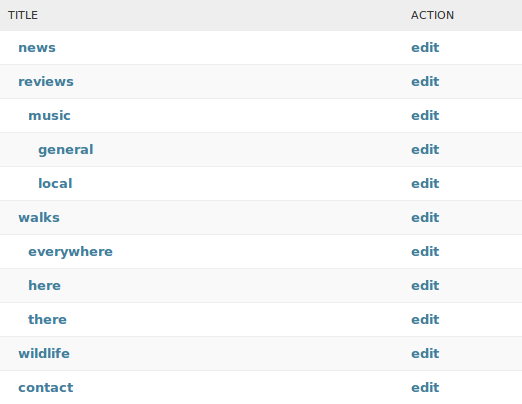 TITLE ACTION
news edit
reviews edit
music edit
general edit
local edit
walks edit
everywhere edit
here edit
there edit
wildlife edit
contact edit